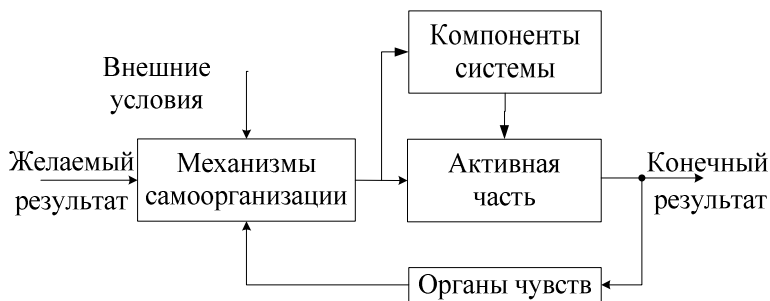 Компоненты
системы
Внешние
условия
Желаемый
результат
Механизмы
самоорганизации
Активная
часть
Конечный
результат
Органы чувств